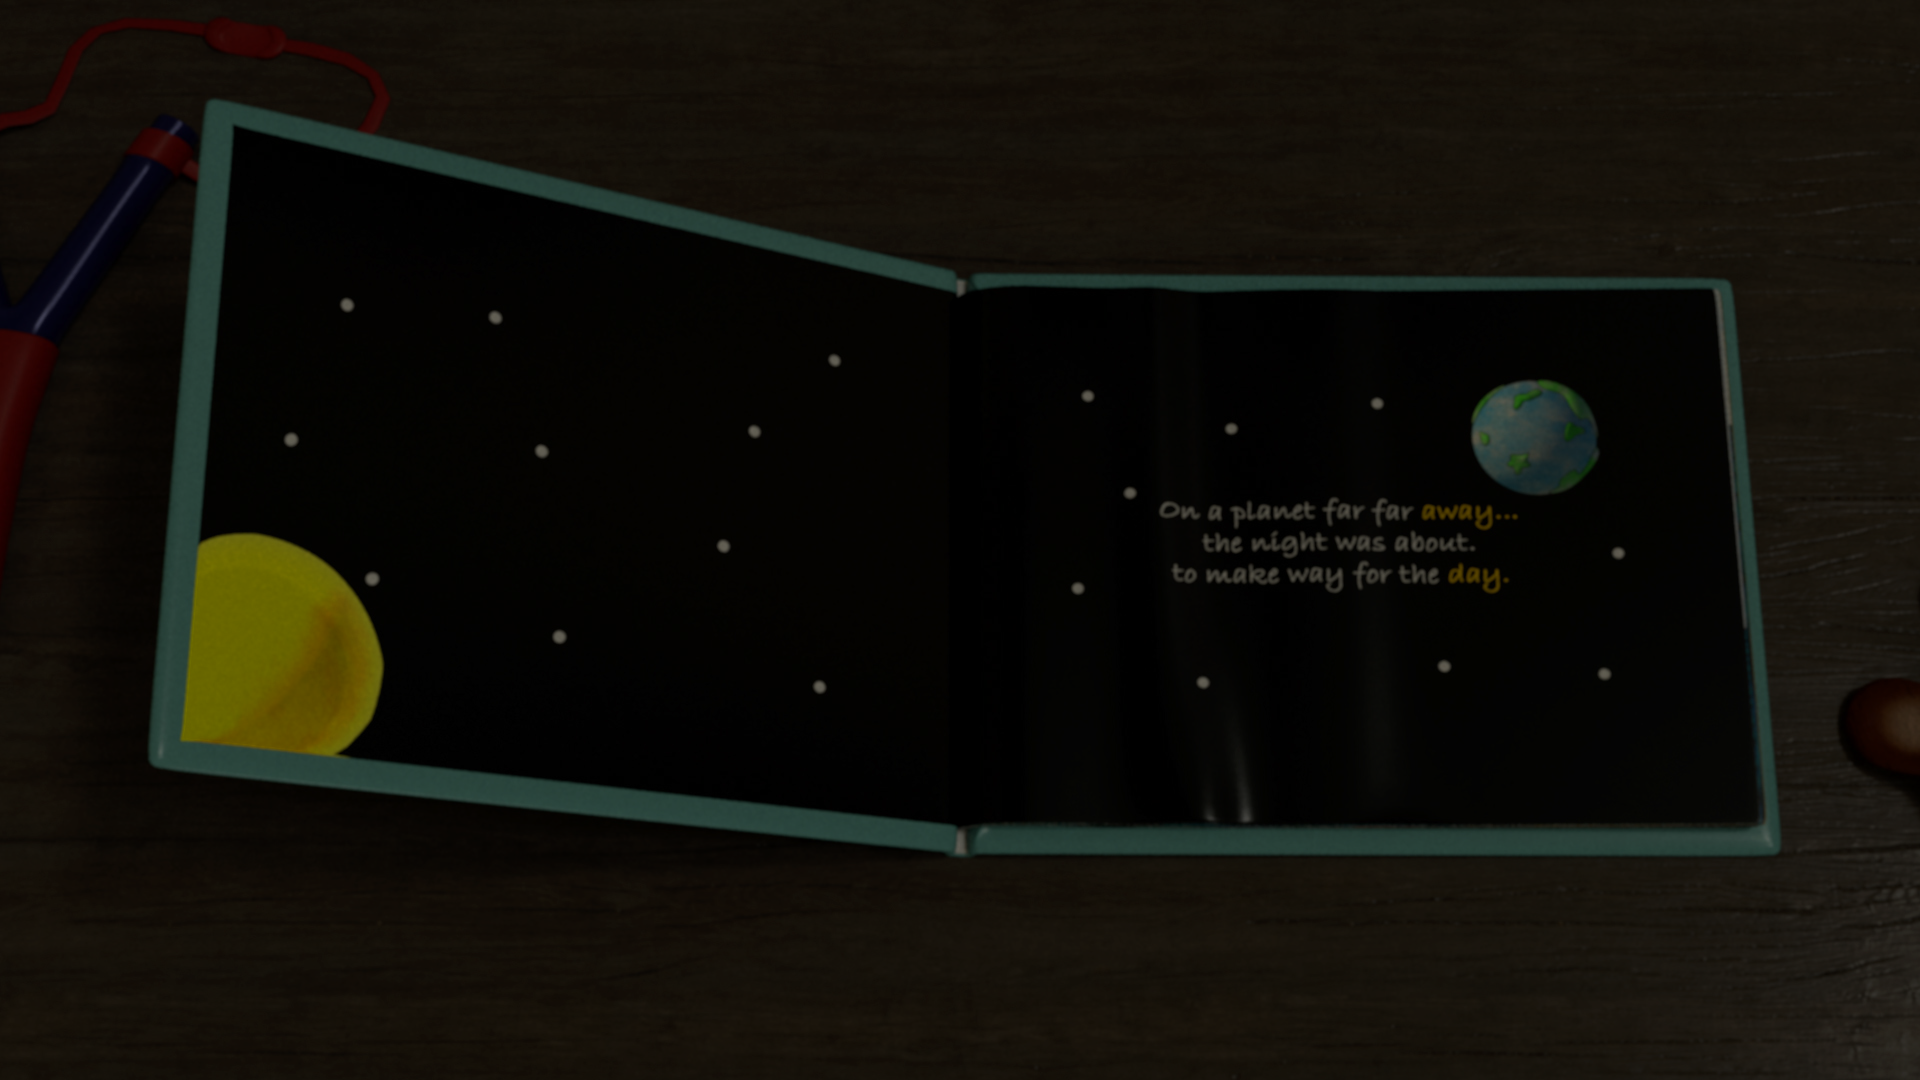 On a planet far far away...
the night was about.
to make way for the day.